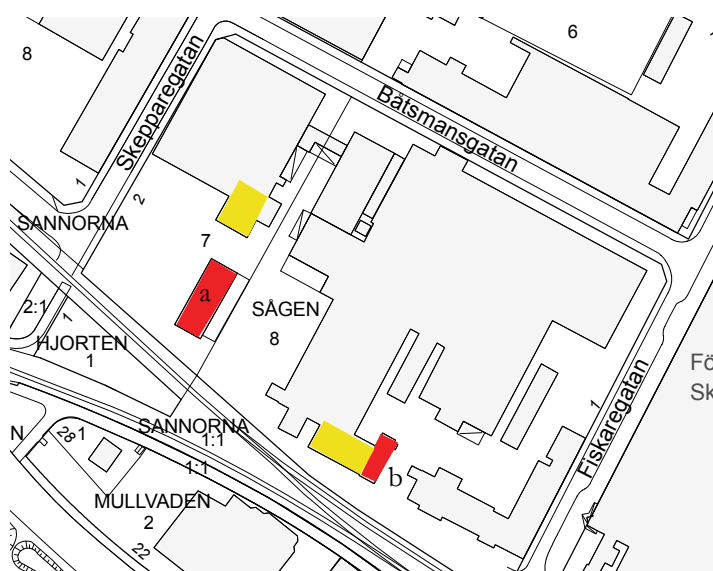 8
6
Skepparegatan
Båtsmansgatan
1
2
SANNORNA
7
a
2:1
1
SÅGEN
8
HJORTEN
1
Fö
Sk
Fiskaregatan
1
SANNORNA
1:1
1:1
N
28
1
b
MULLVADEN
2
22